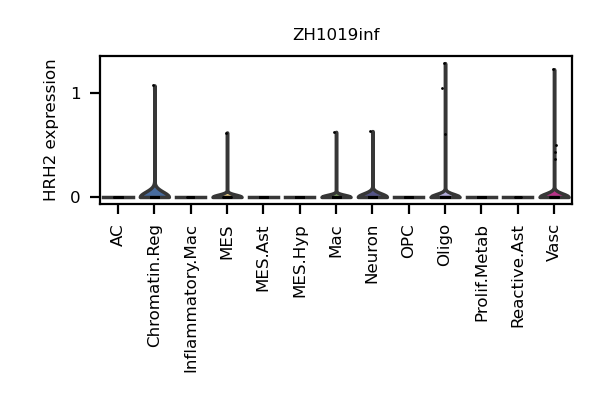 ZH1019inf
HRH2 expression
1
0
AC
Chromatin.Reg
Inflammatory.Mac
MES
MES.Ast
MES.Hyp
Mac
Neuron
OPC
Oligo
Prolif.Metab
Reactive.Ast
Vasc